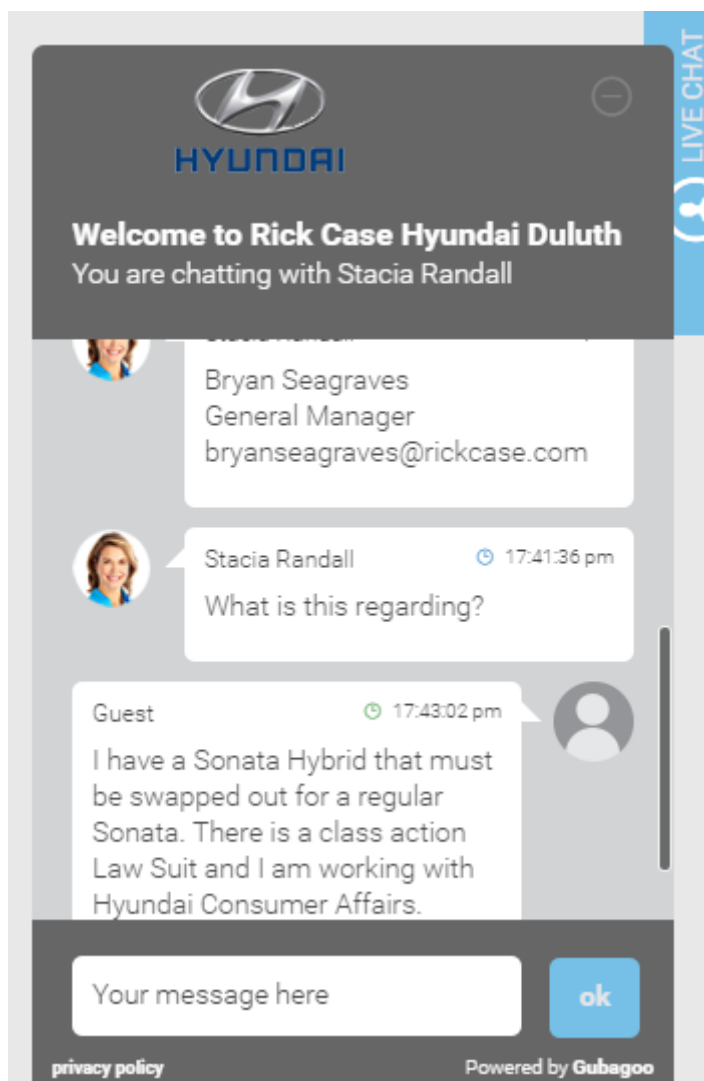 LIVE CHAT
HYUNDAI
Welcome to Rick Case Hyundai Duluth
You are chatting with Stacia Randall
Stacia Randall
Bryan Seagraves
General Manager
bryanseagraves@rickcase.com
Stacia Randall 17:41:36 pm
What is this regarding?
Guest 17:43:02 pm
I have a Sonata Hybrid that must
be swapped out for a regular
Sonata. There is a class action
Law Suit and I am working with
Hyundai Consumer Affairs.
Your message here
ok
privacy policy Powered by Gubagoo